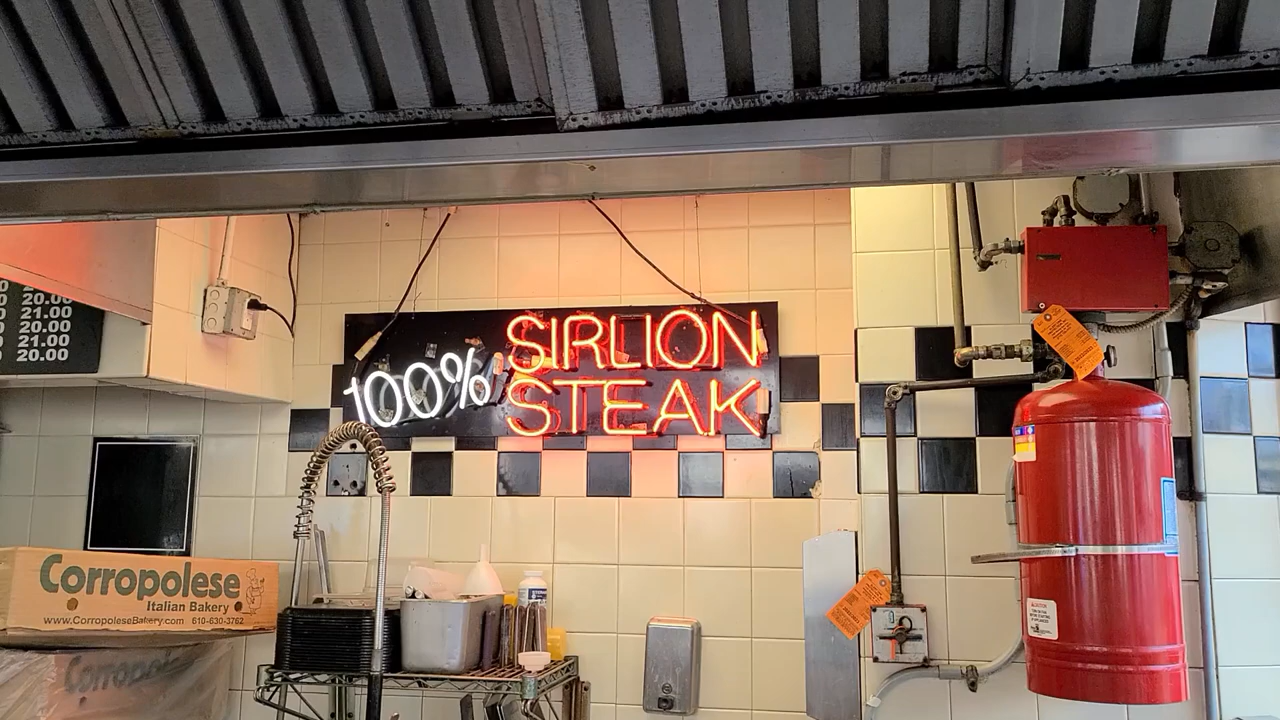 20.00
21.00
20.00
21.00
20.00
100%
SIRLION
STEAK
Corropolese
Italian Bakery
www.CorropoleseBakery.com 610-630-3762
Corropolese